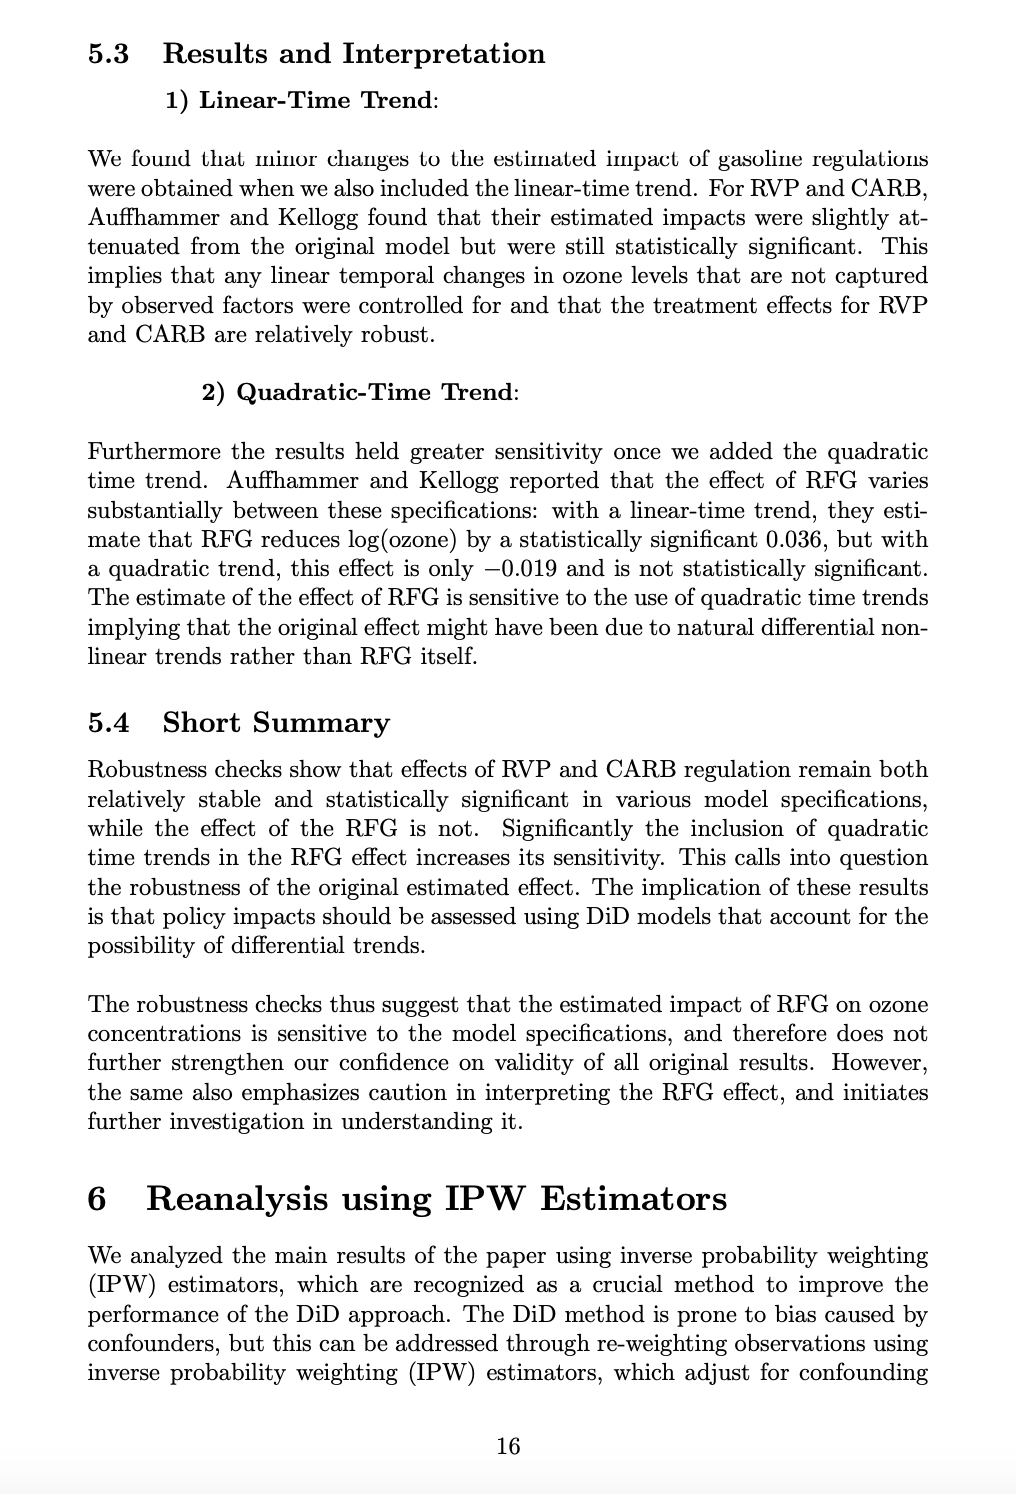 5.3 Results and Interpretation
1) Linear-Time Trend:
We found that minor changes to the estimated impact of gasoline regulations
were obtained when we also included the linear-time trend. For RVP and CARB,
Auffhammer and Kellogg found that their estimated impacts were slightly at-
tenuated from the original model but were still statistically significant. This
implies that any linear temporal changes in ozone levels that are not captured
by observed factors were controlled for and that the treatment effects for RVP
and CARB are relatively robust.
2) Quadratic-Time Trend:
Furthermore the results held greater sensitivity once we added the quadratic
time trend. Auffhammer and Kellogg reported that the effect of RFG varies
substantially between these specifications: with a linear-time trend, they esti-
mate that RFG reduces log(ozone) by a statistically significant 0.036, but with
a quadratic trend, this effect is only −0.019 and is not statistically significant.
The estimate of the effect of RFG is sensitive to the use of quadratic time trends
implying that the original effect might have been due to natural differential non-
linear trends rather than RFG itself.
5.4 Short Summary
Robustness checks show that effects of RVP and CARB regulation remain both
relatively stable and statistically significant in various model specifications,
while the effect of the RFG is not. Significantly the inclusion of quadratic
time trends in the RFG effect increases its sensitivity. This calls into question
the robustness of the original estimated effect. The implication of these results
is that policy impacts should be assessed using DiD models that account for the
possibility of differential trends.
The robustness checks thus suggest that the estimated impact of RFG on ozone
concentrations is sensitive to the model specifications, and therefore does not
further strengthen our confidence on validity of all original results. However,
the same also emphasizes caution in interpreting the RFG effect, and initiates
further investigation in understanding it.
6 Reanalysis using IPW Estimators
We analyzed the main results of the paper using inverse probability weighting
(IPW) estimators, which are recognized as a crucial method to improve the
performance of the DiD approach. The DiD method is prone to bias caused by
confounders, but this can be addressed through re-weighting observations using
inverse probability weighting (IPW) estimators, which adjust for confounding
16